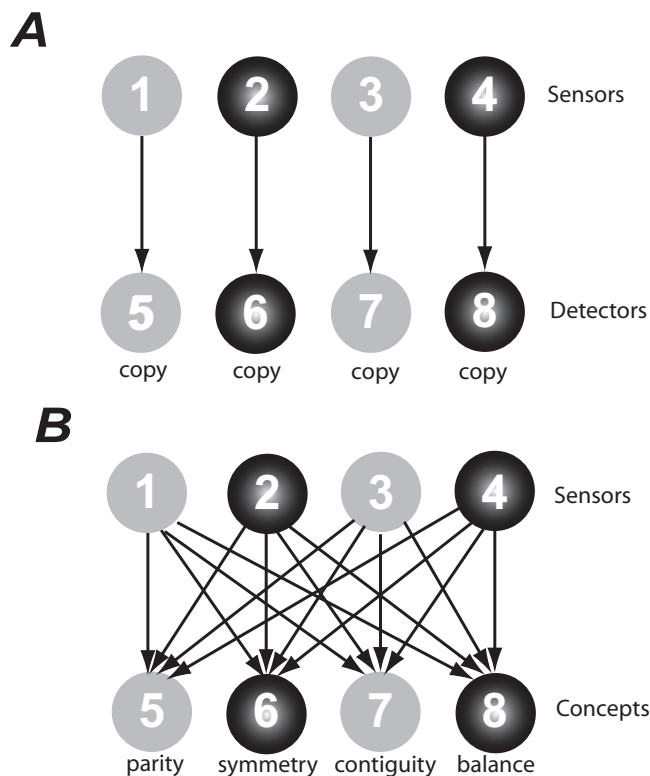 A
1 2 3 4 Sensors
5 6 7 8 Detectors
copy copy copy copy
B
1 2 3 4 Sensors
5 6 7 8 Concepts
parity symmetry contiguity balance